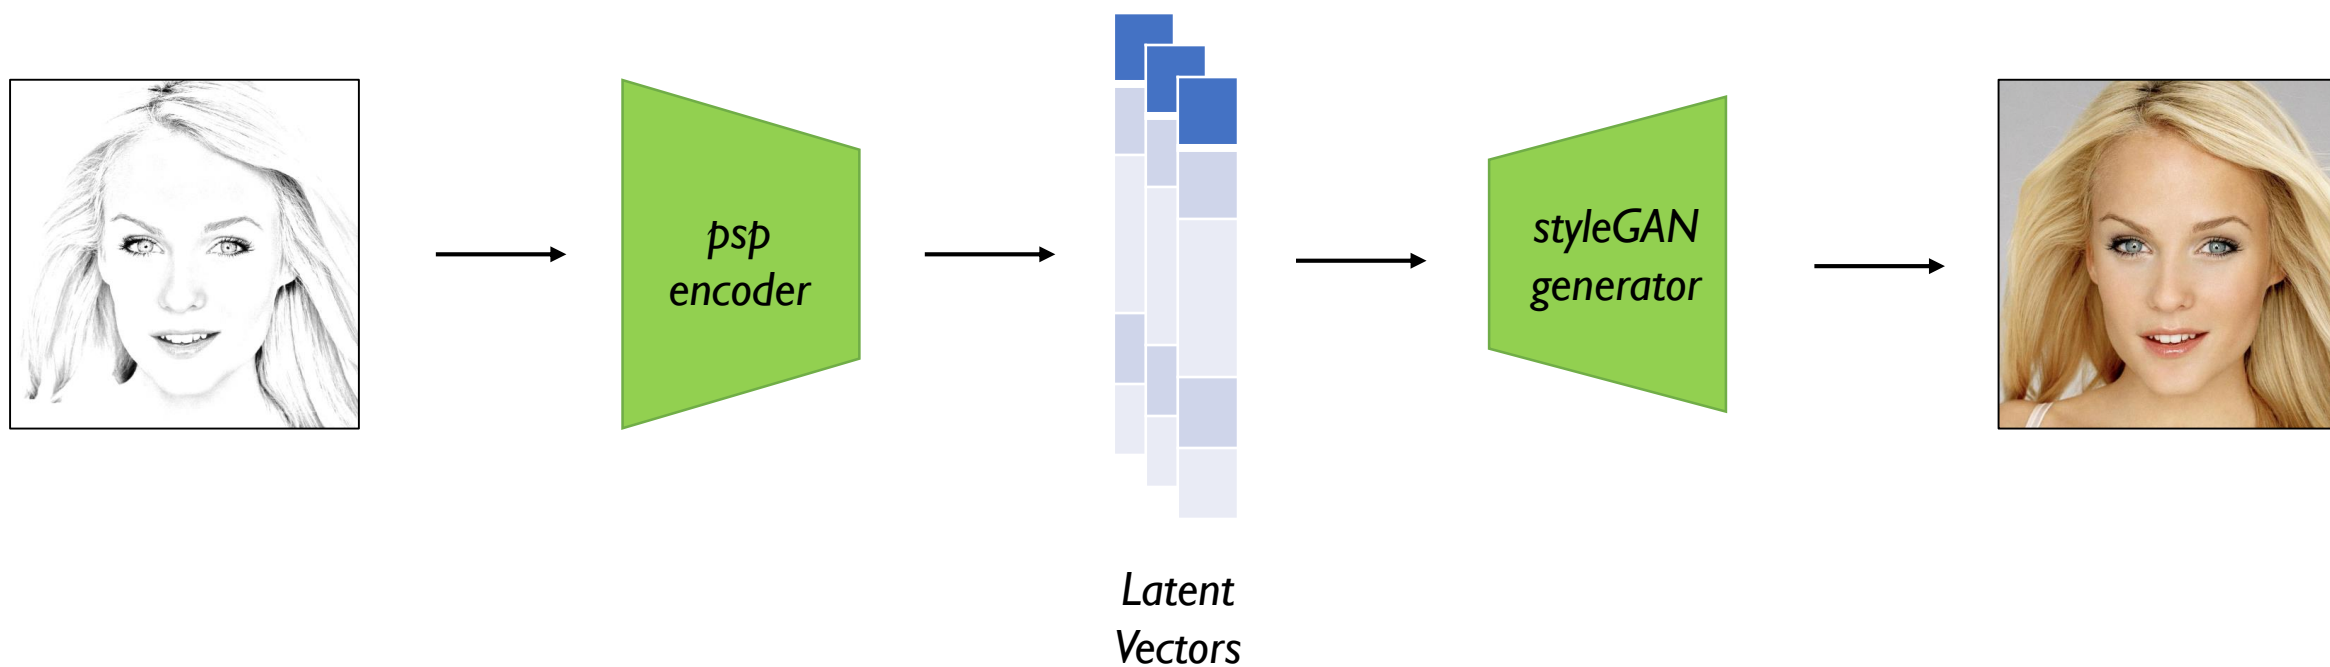 psp
encoder
styleGAN
generator
Latent
Vectors